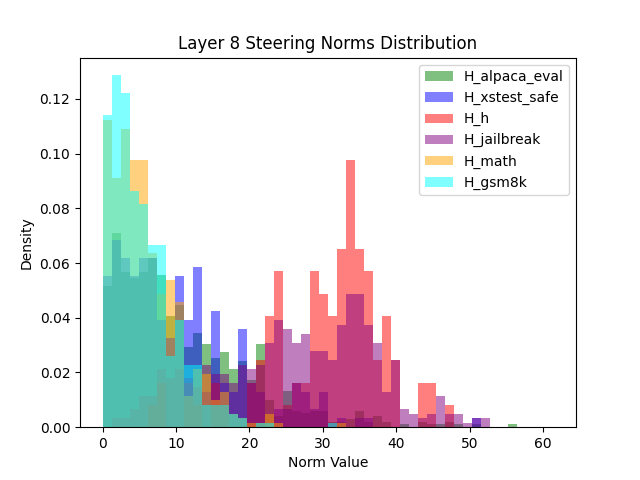 Layer 8 Steering Norms Distribution
H_alpaca_eval
H_xstest_safe
H_h
H_jailbreak
H_math
H_gsm8k
0.12
0.10
0.08
0.06
0.04
0.02
0.00
Density
0 10 20 30 40 50 60
Norm Value